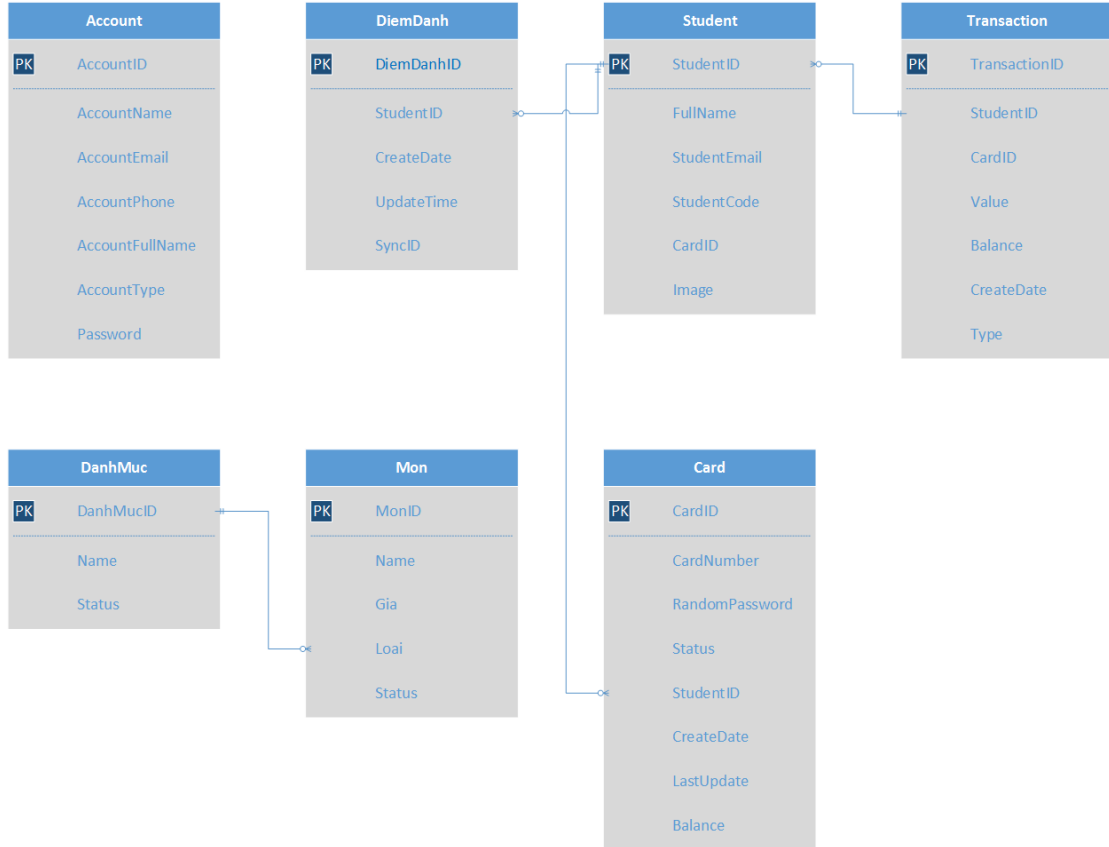 Account
PK AccountID
AccountName
AccountEmail
AccountPhone
AccountFullName
AccountType
Password
DiemDanh
PK DiemDanhID
StudentID
CreateDate
UpdateTime
SyncID
Student
PK StudentID
FullName
StudentEmail
StudentCode
CardID
Image
Transaction
PK TransactionID
StudentID
CardID
Value
Balance
CreateDate
Type
DanhMuc
PK DanhMucID
Name
Status
Mon
PK MonID
Name
Gia
Loai
Status
Card
PK CardID
CardNumber
RandomPassword
Status
StudentID
CreateDate
LastUpdate
Balance